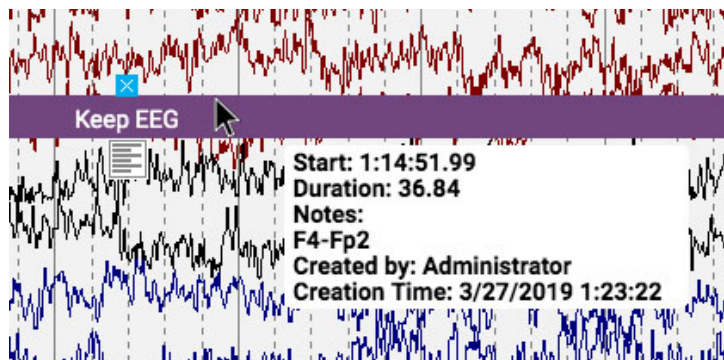 Keep EEG
Start: 1:14:51.99
Duration: 36.84
Notes:
F4-Fp2
Created by: Administrator
Creation Time: 3/27/2019 1:23:22